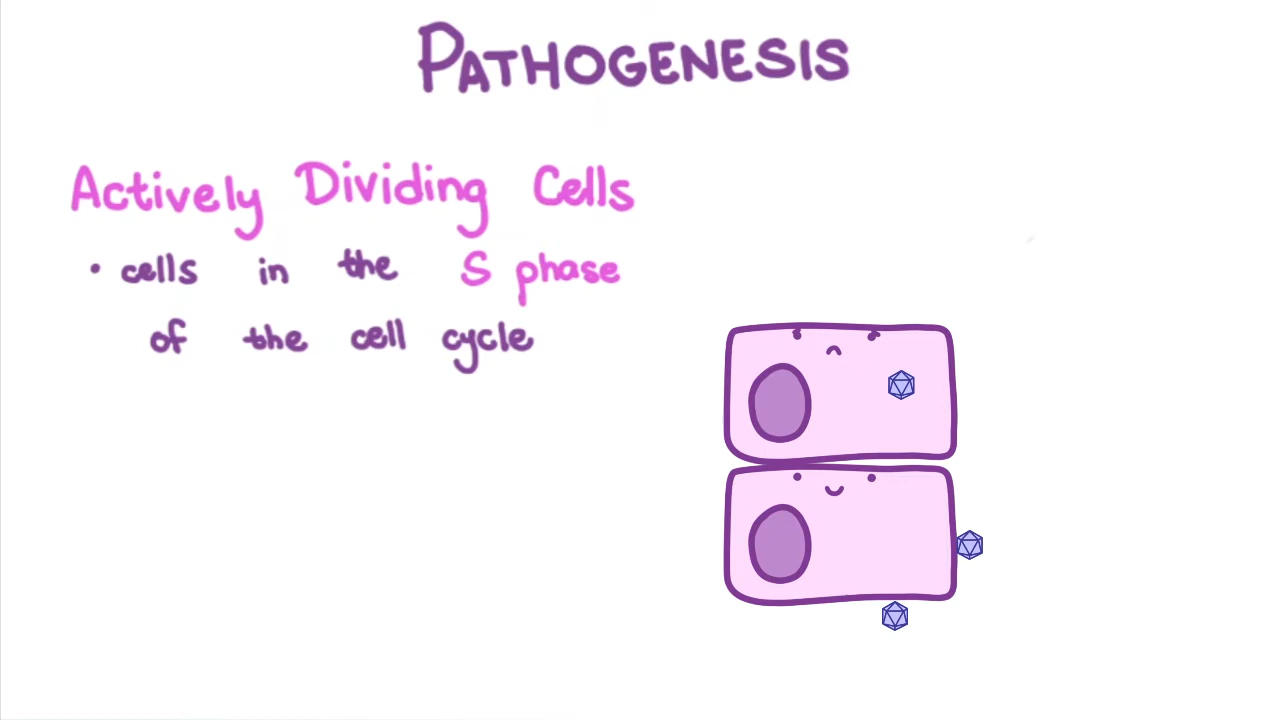 PATHOGENESIS
Actively Dividing Cells
• cells in the S phase
of the cell cycle